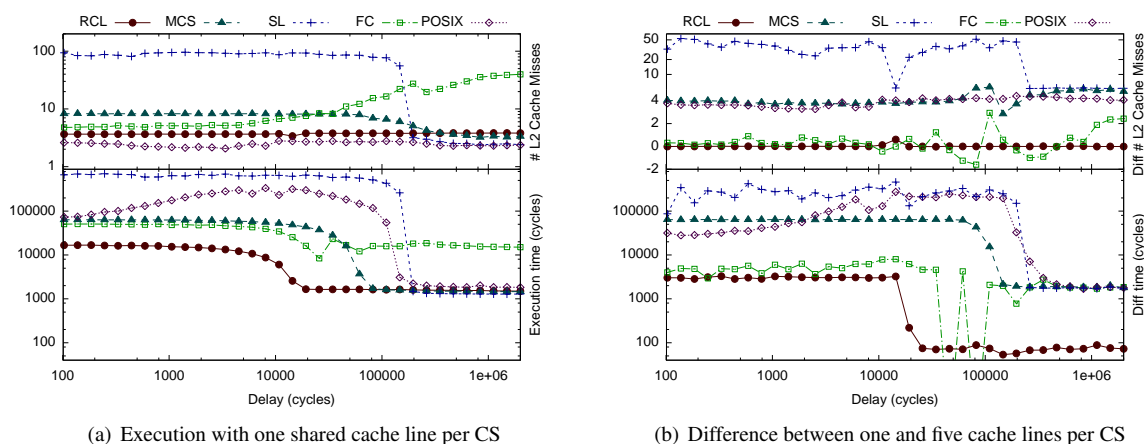 RCL MCS SL FC POSIX
100
10
1
# L2 Cache Misses
100000
10000
1000
100
Execution time (cycles)
100 1000 10000 100000 1e+06
Delay (cycles)
(a) Execution with one shared cache line per CS
RCL MCS SL FC POSIX
50
20
10
4
2
0
-2
Diff # L2 Cache Misses
100000
10000
1000
100
Diff time (cycles)
100 1000 10000 100000 1e+06
Delay (cycles)
(b) Difference between one and five cache lines per CS